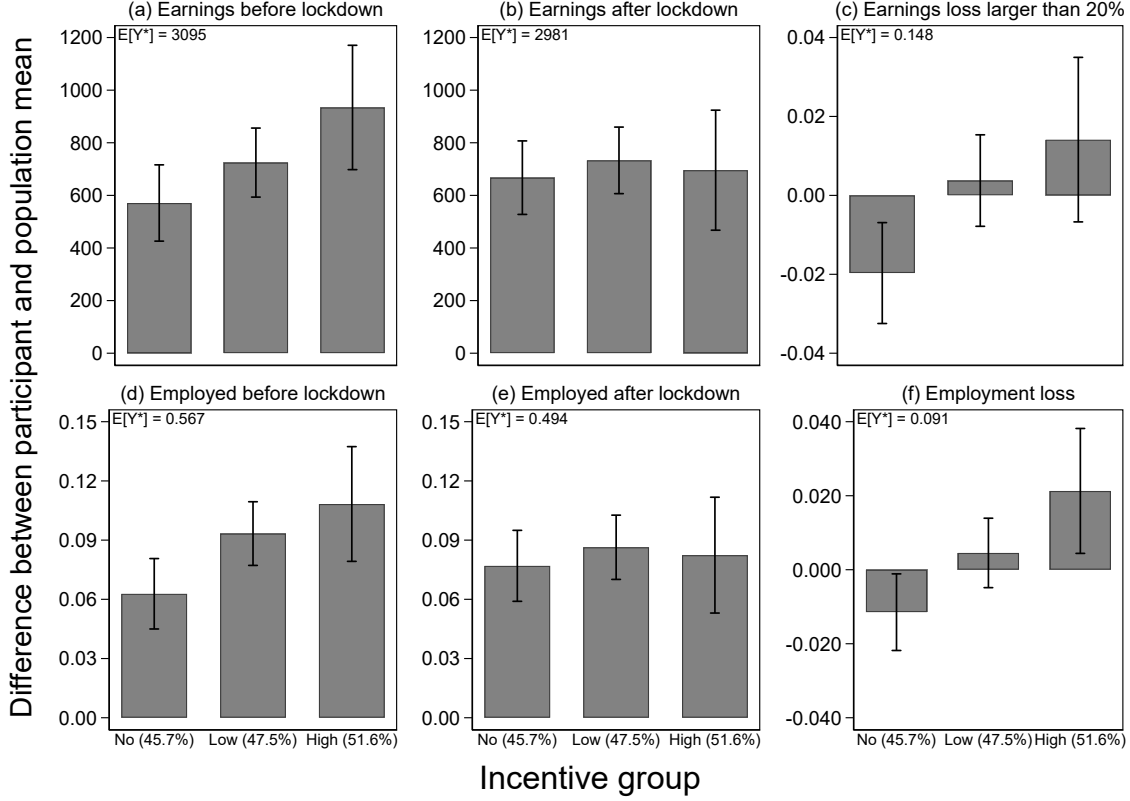 Difference between participant and population mean
(a) Earnings before lockdown
E[Y*] = 3095
1200
1000
800
600
400
200
0
(b) Earnings after lockdown
E[Y*] = 2981
1200
1000
800
600
400
200
0
(c) Earnings loss larger than 20%
E[Y*] = 0.148
0.04
0.02
0.00
-0.02
-0.04
(d) Employed before lockdown
E[Y*] = 0.567
0.15
0.12
0.09
0.06
0.03
0.00
No (45.7%) Low (47.5%) High (51.6%)
(e) Employed after lockdown
E[Y*] = 0.494
0.15
0.12
0.09
0.06
0.03
0.00
No (45.7%) Low (47.5%) High (51.6%)
(f) Employment loss
E[Y*] = 0.091
0.040
0.020
0.000
-0.020
-0.040
No (45.7%) Low (47.5%) High (51.6%)
Incentive group